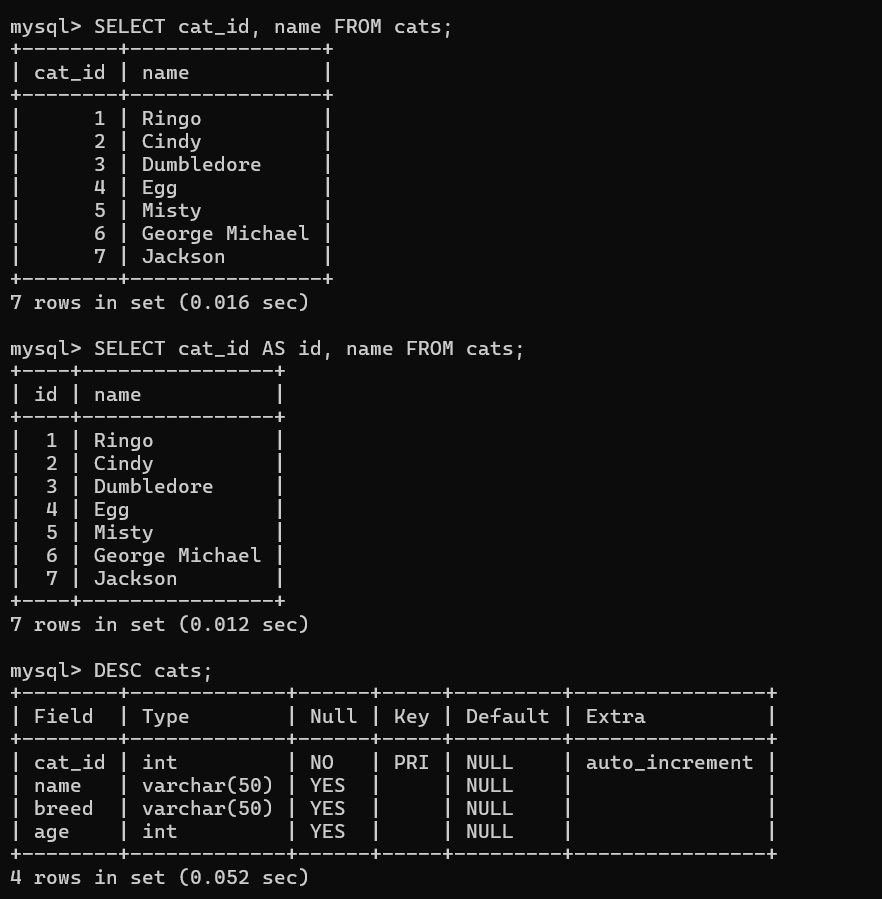 mysql> SELECT cat_id, name FROM cats;
+--------+----------------+
| cat_id | name           |
+--------+----------------+
|      1 | Ringo          |
|      2 | Cindy          |
|      3 | Dumbledore     |
|      4 | Egg            |
|      5 | Misty          |
|      6 | George Michael |
|      7 | Jackson        |
+--------+----------------+
7 rows in set (0.016 sec)

mysql> SELECT cat_id AS id, name FROM cats;
+----+----------------+
| id | name           |
+----+----------------+
|  1 | Ringo          |
|  2 | Cindy          |
|  3 | Dumbledore     |
|  4 | Egg            |
|  5 | Misty          |
|  6 | George Michael |
|  7 | Jackson        |
+----+----------------+
7 rows in set (0.012 sec)

mysql> DESC cats;
+--------+-------------+------+-----+---------+----------------+
| Field  | Type        | Null | Key | Default | Extra          |
+--------+-------------+------+-----+---------+----------------+
| cat_id | int         | NO   | PRI | NULL    | auto_increment |
| name   | varchar(50) | YES  |     | NULL    |                |
| breed  | varchar(50) | YES  |     | NULL    |                |
| age    | int         | YES  |     | NULL    |                |
+--------+-------------+------+-----+---------+----------------+
4 rows in set (0.052 sec)